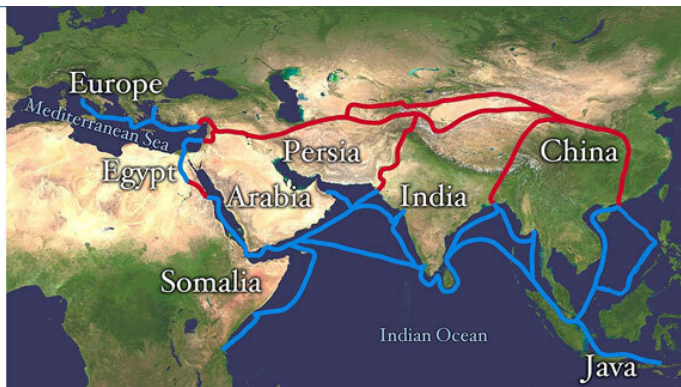 Europe
Mediterranean Sea
Egypt
Persia
China
Arabia
India
Somalia
Indian Ocean
Java